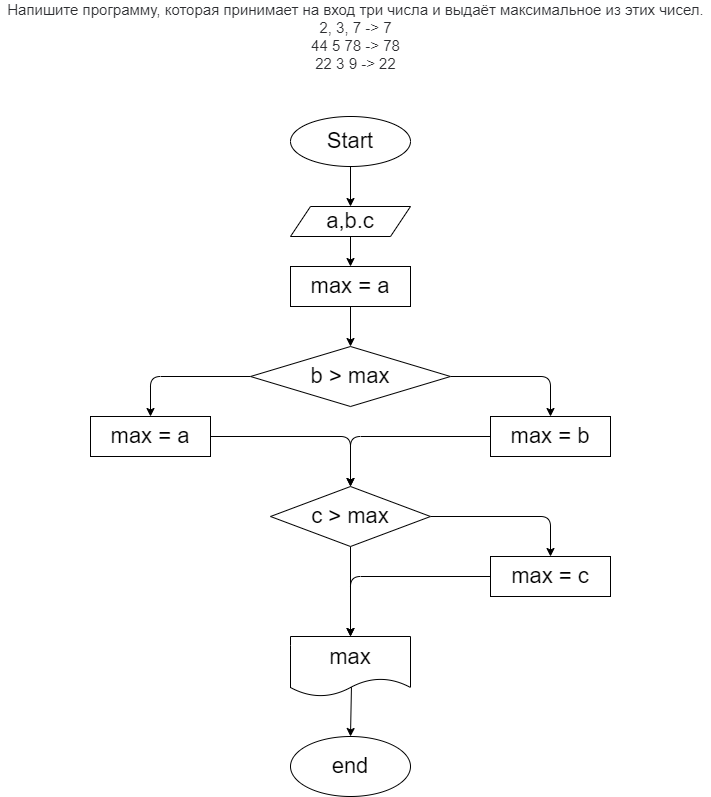 Напишите программу, которая принимает на вход три числа и выдаёт максимальное из этих чисел.
2, 3, 7 -> 7
44 5 78 -> 78
22 3 9 -> 22
Start
a,b.c
max = a
b > max
max = a
max = b
c > max
max = c
max
end